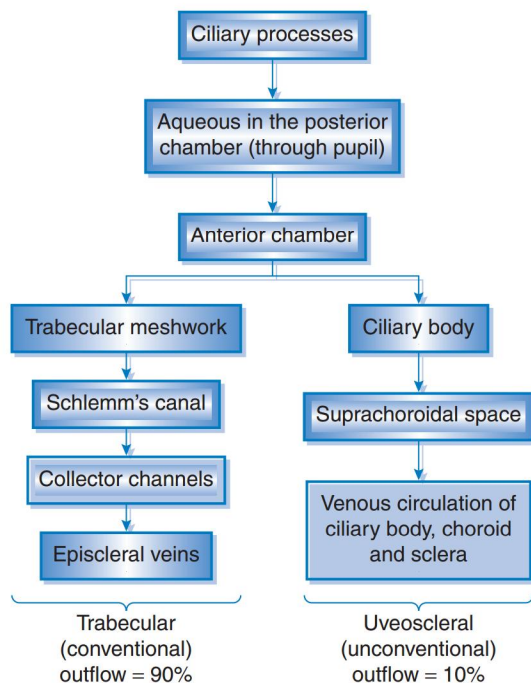 Ciliary processes
Aqueous in the posterior
chamber (through pupil)
Anterior chamber
Trabecular meshwork
Schlemm's canal
Collector channels
Episcleral veins
Trabecular
(conventional)
outflow = 90%
Ciliary body
Suprachoroidal space
Venous circulation of
ciliary body, choroid
and sclera
Uveoscleral
(unconventional)
outflow = 10%